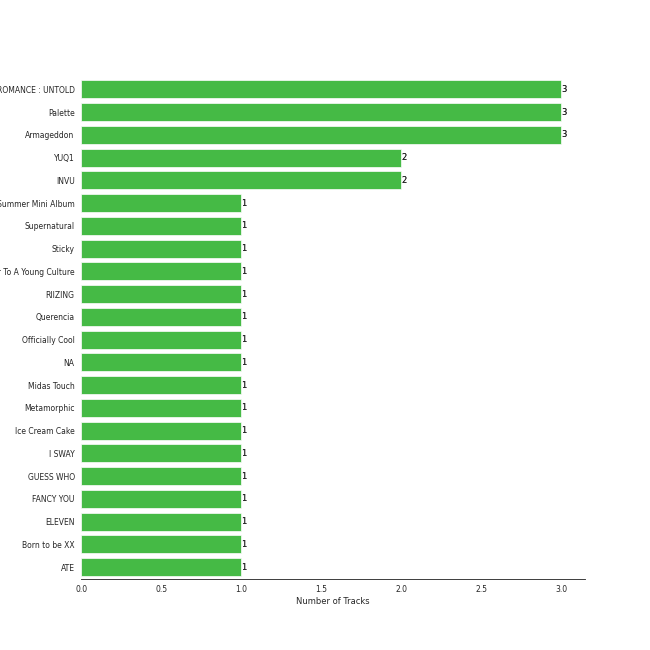 ROMANCE : UNTOLD 3
Palette 3
Armageddon 3
YUQ1 2
INVU 2
Summer Mini Album 1
Supernatural 1
Sticky 1
To A Young Culture 1
RIIZING 1
Querencia 1
Officially Cool 1
NA 1
Midas Touch 1
Metamorphic 1
Ice Cream Cake 1
I SWAY 1
GUESS WHO 1
FANCY YOU 1
ELEVEN 1
Born to be XX 1
ATE 1
0.0 0.5 1.0 1.5 2.0 2.5 3.0
Number of Tracks